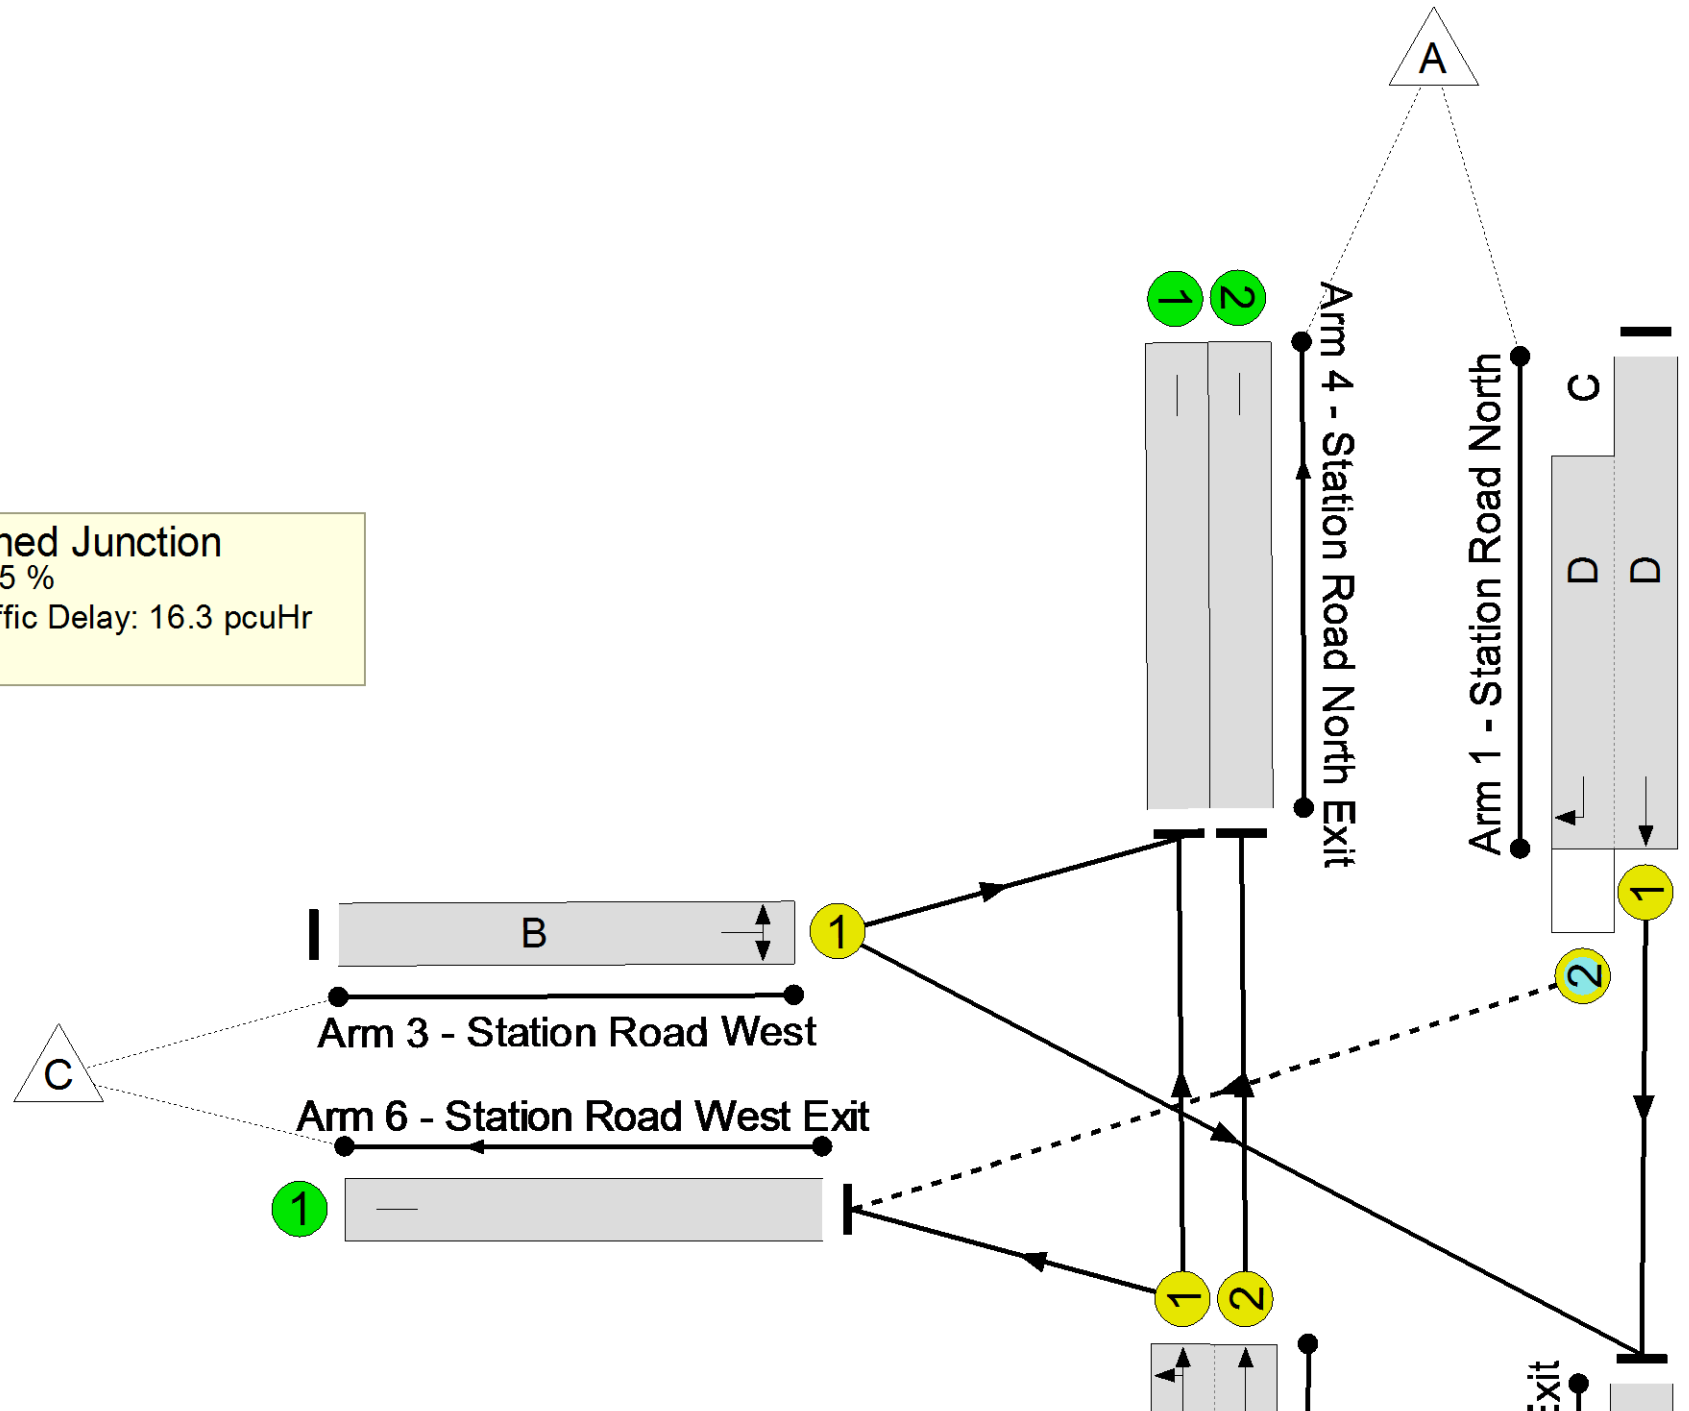 A
1
2
Arm 4 - Station Road North Exit
Arm 1 - Station Road North
C
D
D
ned Junction
5 %
ffic Delay: 16.3 pcuHr
B
1
1
2
Arm 3 - Station Road West
C
Arm 6 - Station Road West Exit
1
1
2
Exit